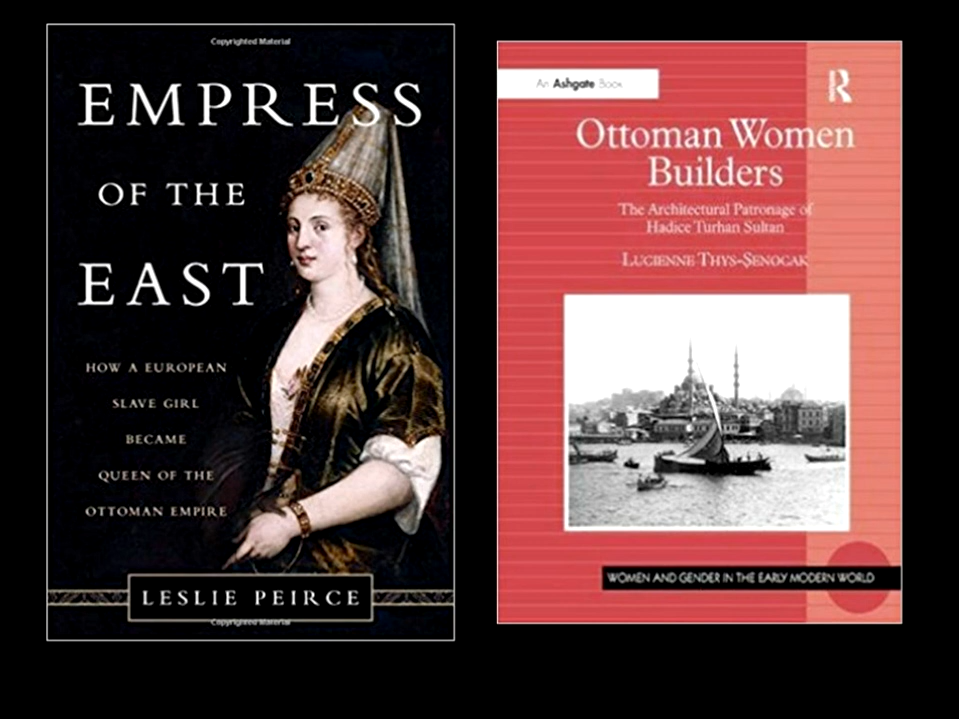 Copyrighted Material
EMPRESS
OF THE
EAST
HOW A EUROPEAN
SLAVE GIRL
BECAME
QUEEN OF THE
OTTOMAN EMPIRE
LESLIE PEIRCE
Copyrighted Material
An Ashgate Book
R
Ottoman Women
Builders
The Architectural Patronage of
Hadice Turhan Sultan
LUCIENNE THYS-ŞENOCAK
WOMEN AND GENDER IN THE EARLY MODERN WORLD